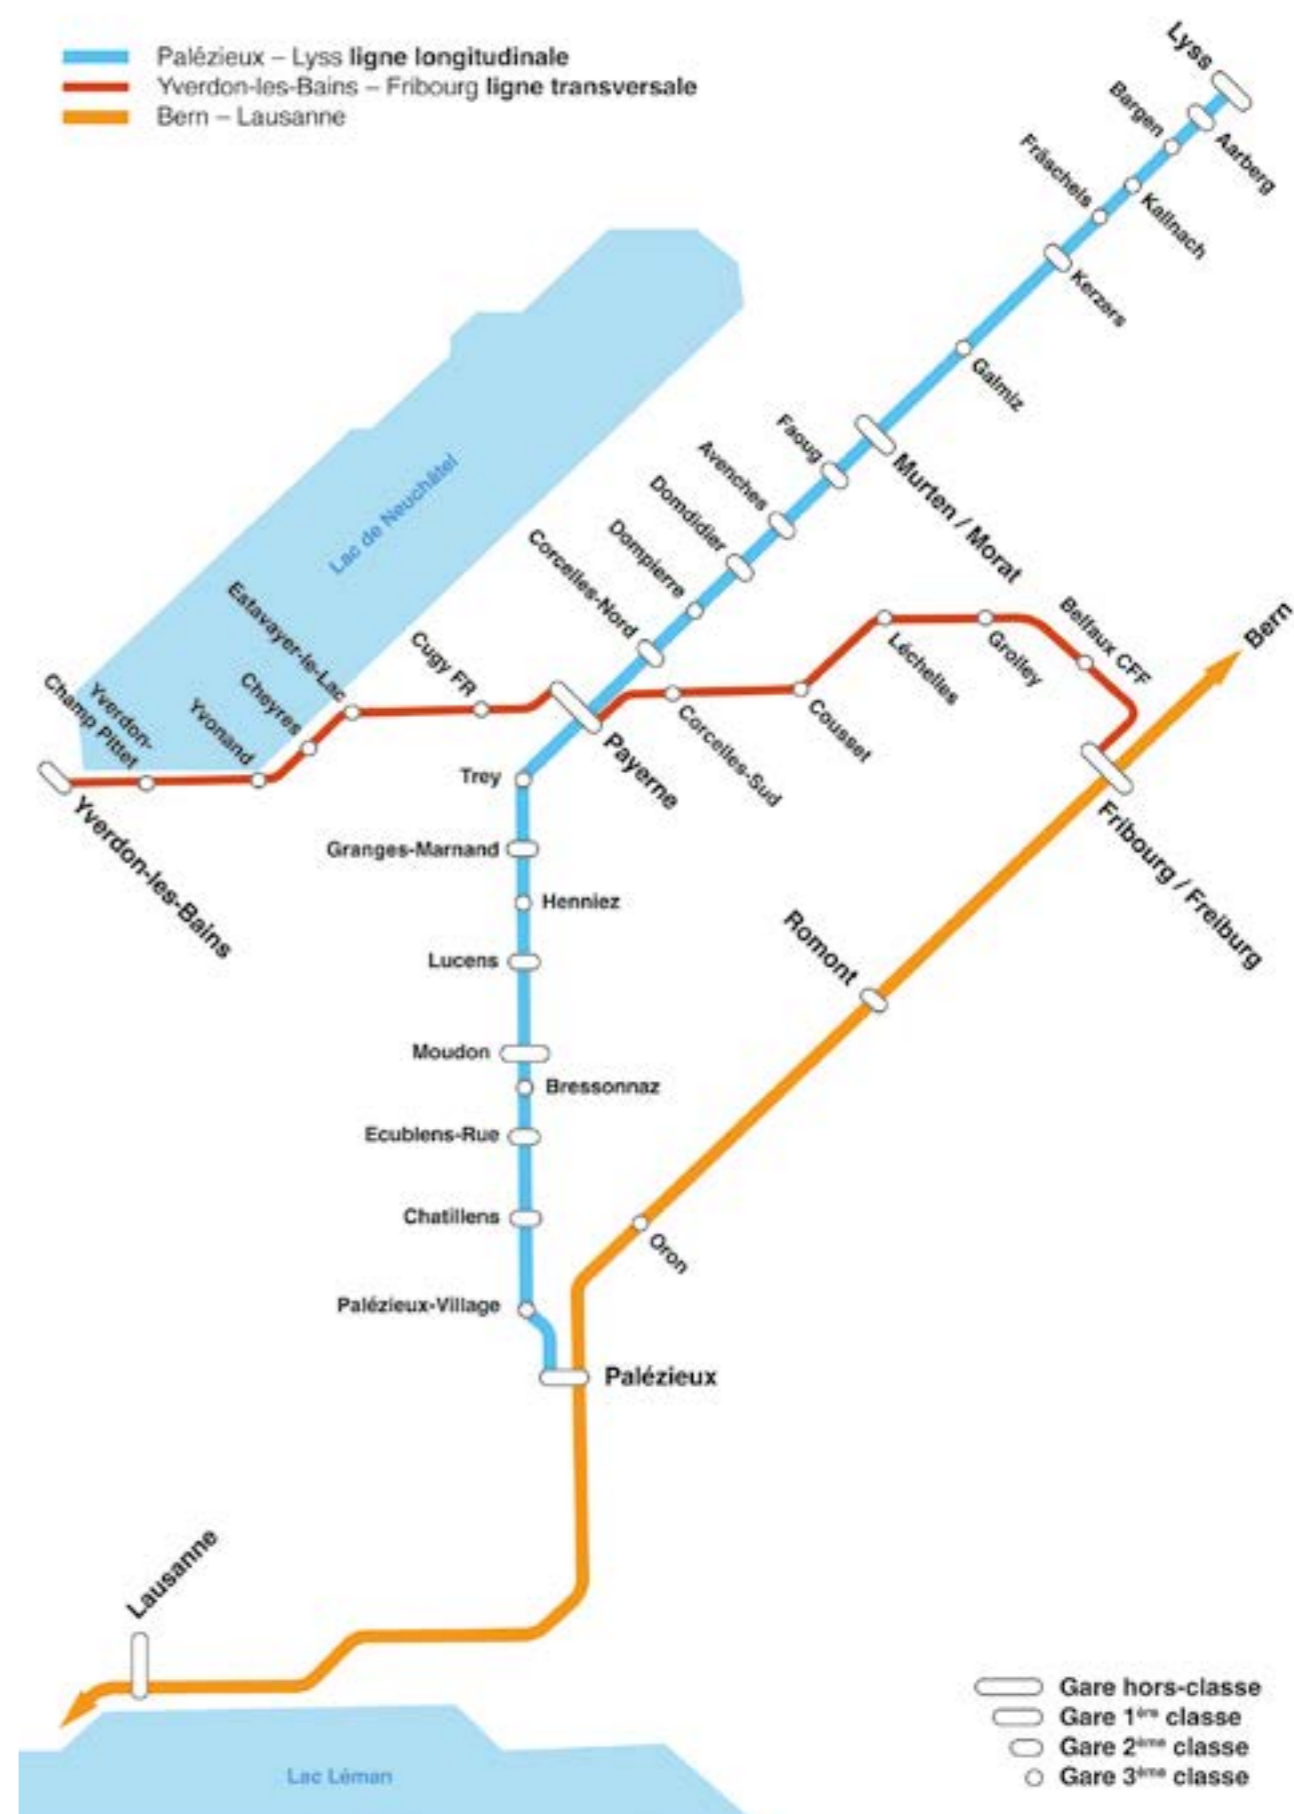 Palézieux – Lyss ligne longitudinale
Yverdon-les-Bains – Fribourg ligne transversale
Bern – Lausanne
Lyss
Bargen
Aarberg
Fräschels
Kallnach
Kerzers
Galmiz
Faoug
Murten / Morat
Avenches
Domdidier
Dompierre
Corcelles-Nord
Lac de Neuchâtel
Estavayer-le-Lac
Cugy FR
Cheyres
Yvonand
Yverdon-
Champ Pittet
Yverdon-les-Bains
Payerne
Corcelles-Sud
Cousset
Léchelles
Grolley
Belfaux CFF
Bern
Fribourg / Freiburg
Trey
Granges-Marnand
Henniez
Lucens
Romont
Moudon
Bressonnaz
Ecublens-Rue
Chatillens
Oron
Palézieux-Village
Palézieux
Lausanne
Lac Léman
Gare hors-classe
Gare 1ère classe
Gare 2ème classe
Gare 3ème classe